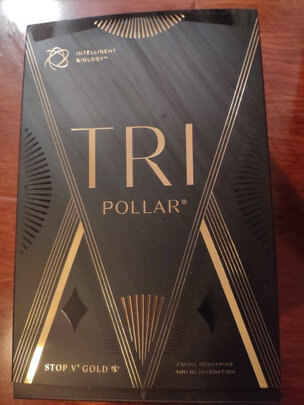 INTELLIGENT
BIOLOGY™
TRI
POLLAR®
STOP V² GOLD
FACIAL RESHAPING
AND REJUVENATION